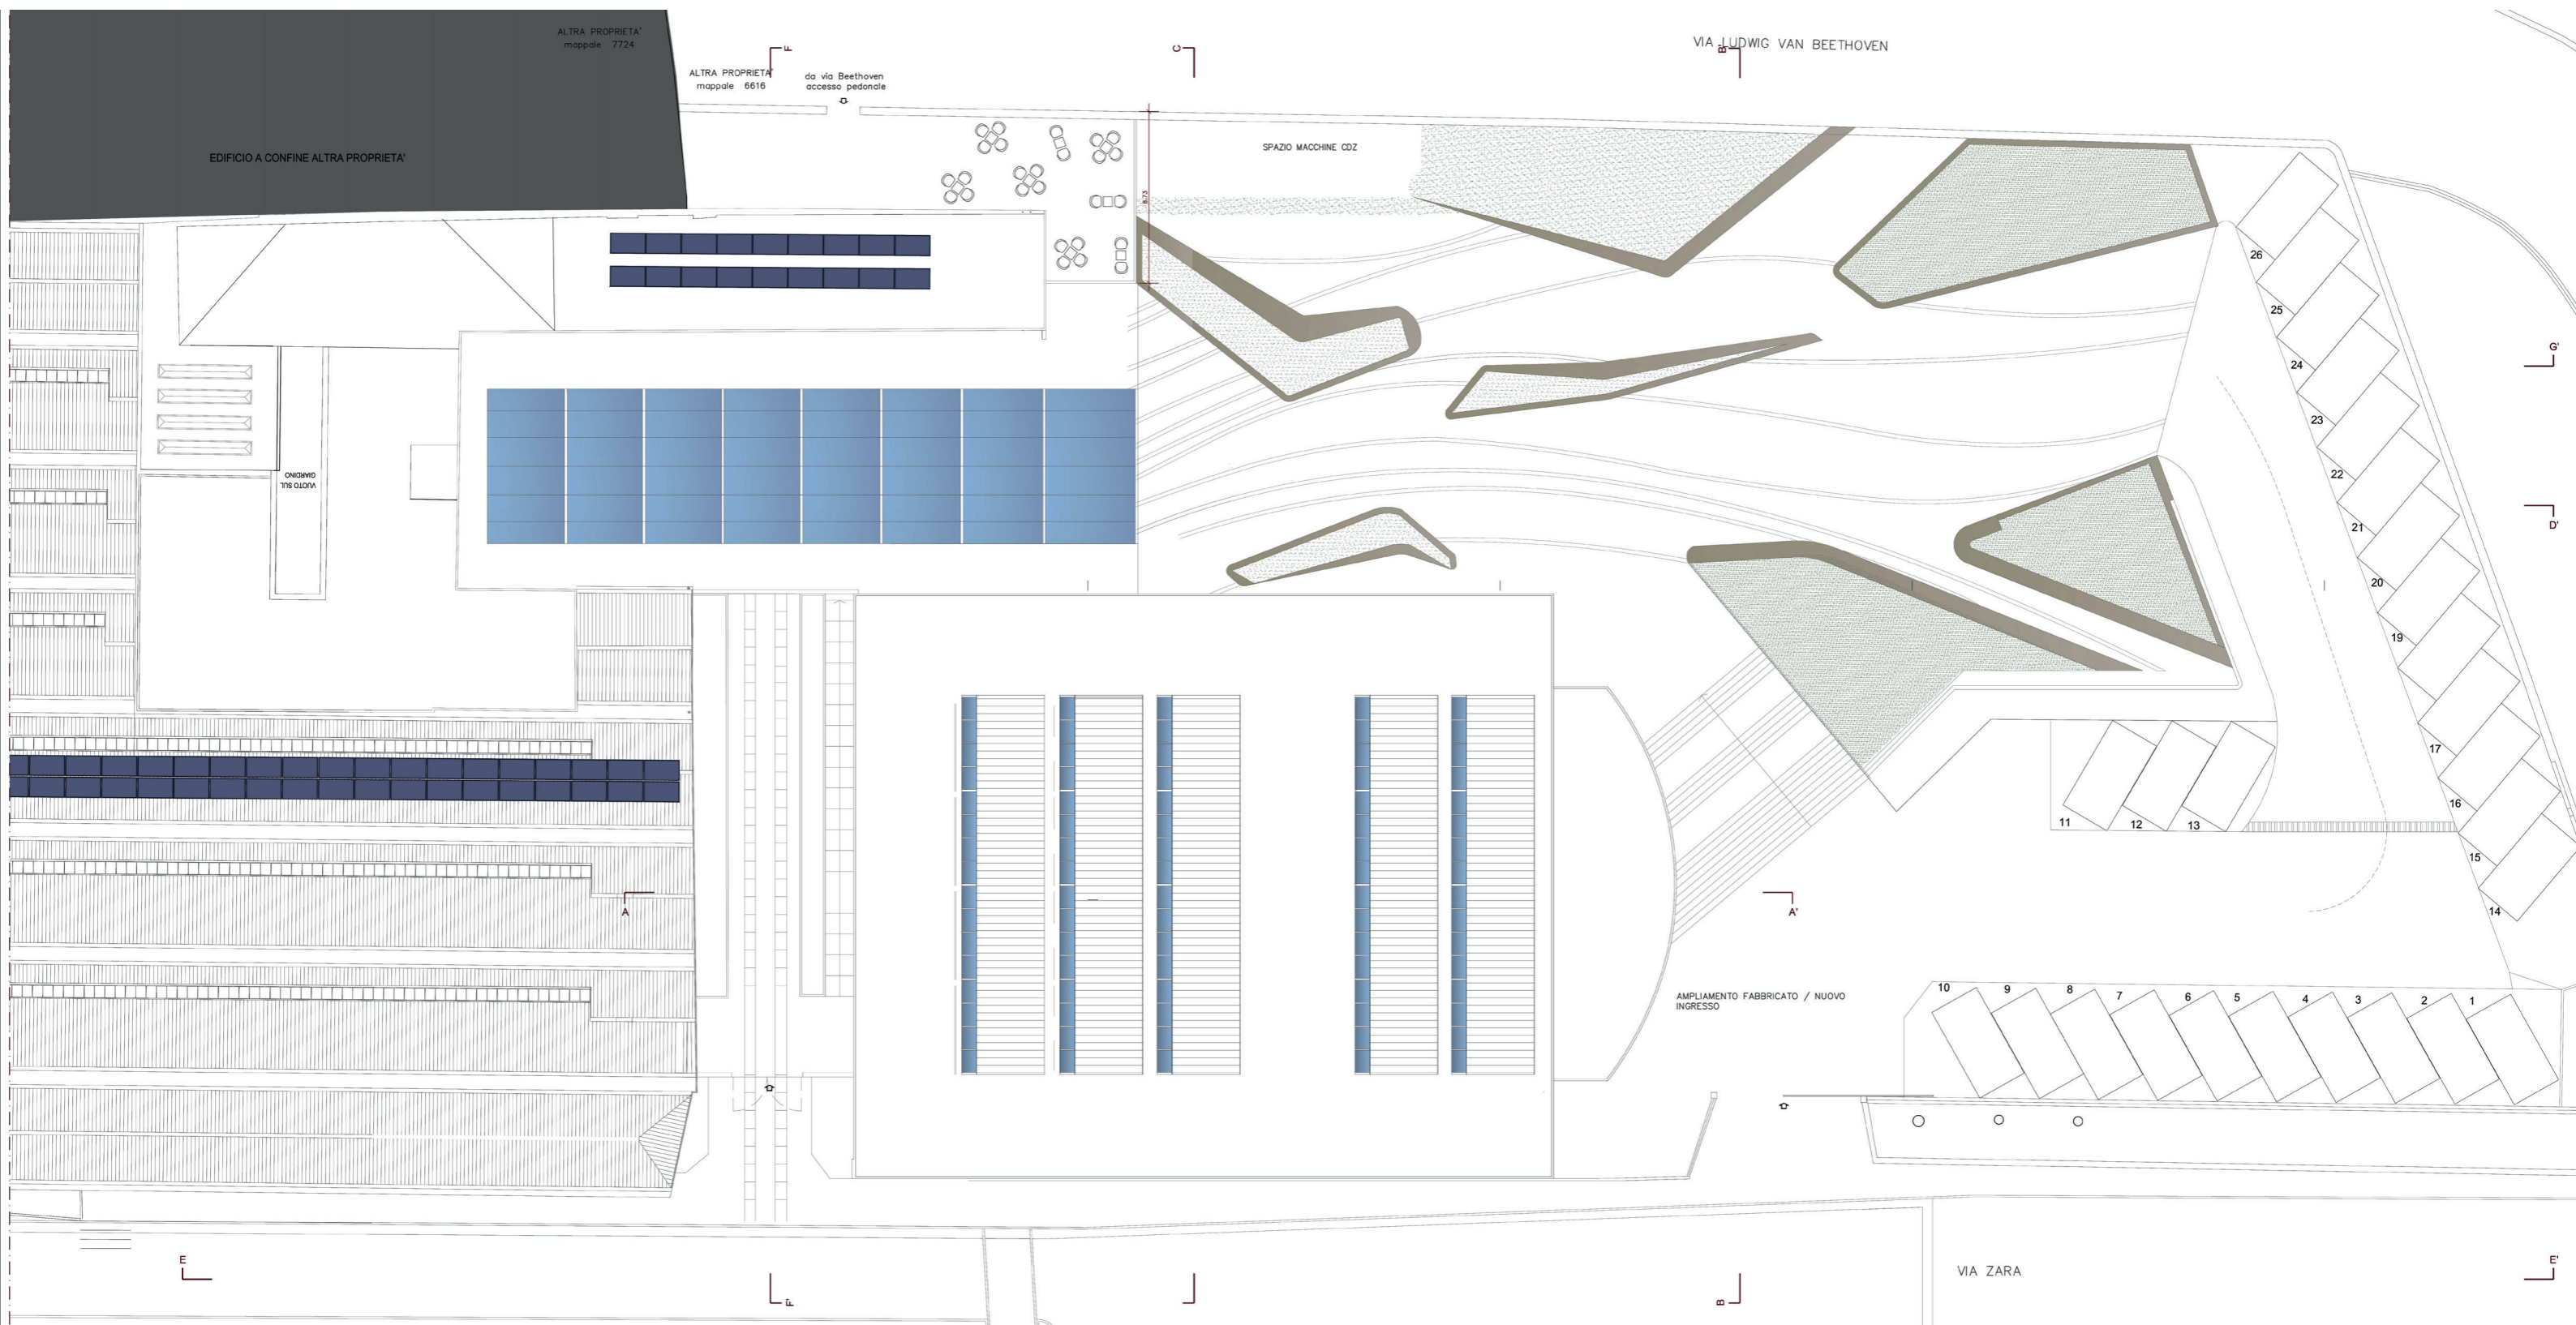 ALTRA PROPRIETA'
mappale 7724
F
C
B'
VIA LUDWIG VAN BEETHOVEN
ALTRA PROPRIETA'
mappale 6616
da via Beethoven
accesso pedonale
EDIFICIO A CONFINE ALTRA PROPRIETA'
SPAZIO MACCHINE CDZ
8,73
26
25
G'
24
23
22
VUOTO SUL
GIARDINO
21
D'
20
19
17
16
11
12
13
15
A
A'
14
AMPLIAMENTO FABBRICATO / NUOVO
INGRESSO
10
9
8
7
6
5
4
3
2
1
E
F'
B
VIA ZARA
E'